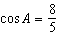 cos A = 8/5